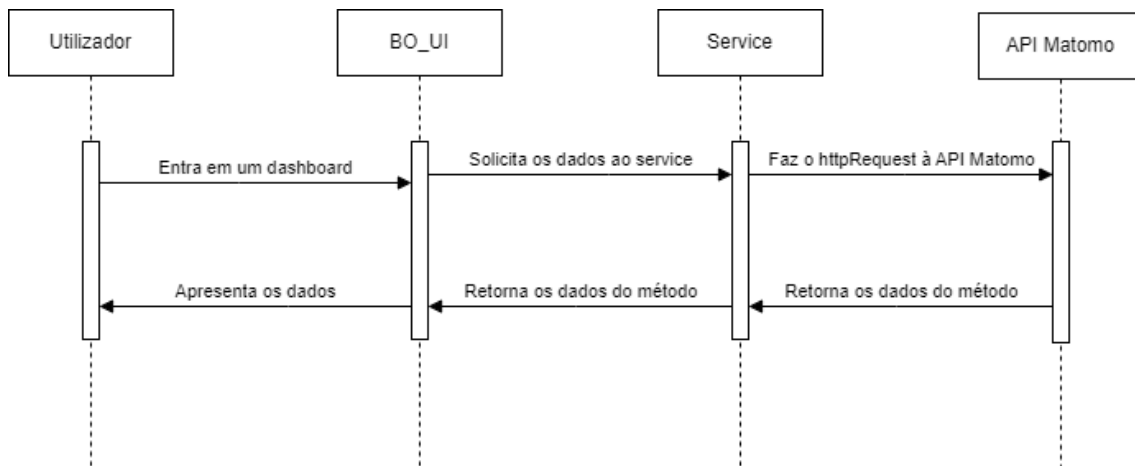 Utilizador
BO_UI
Service
API Matomo
Entra em um dashboard
Solicita os dados ao service
Faz o httpRequest à API Matomo
Apresenta os dados
Retorna os dados do método
Retorna os dados do método